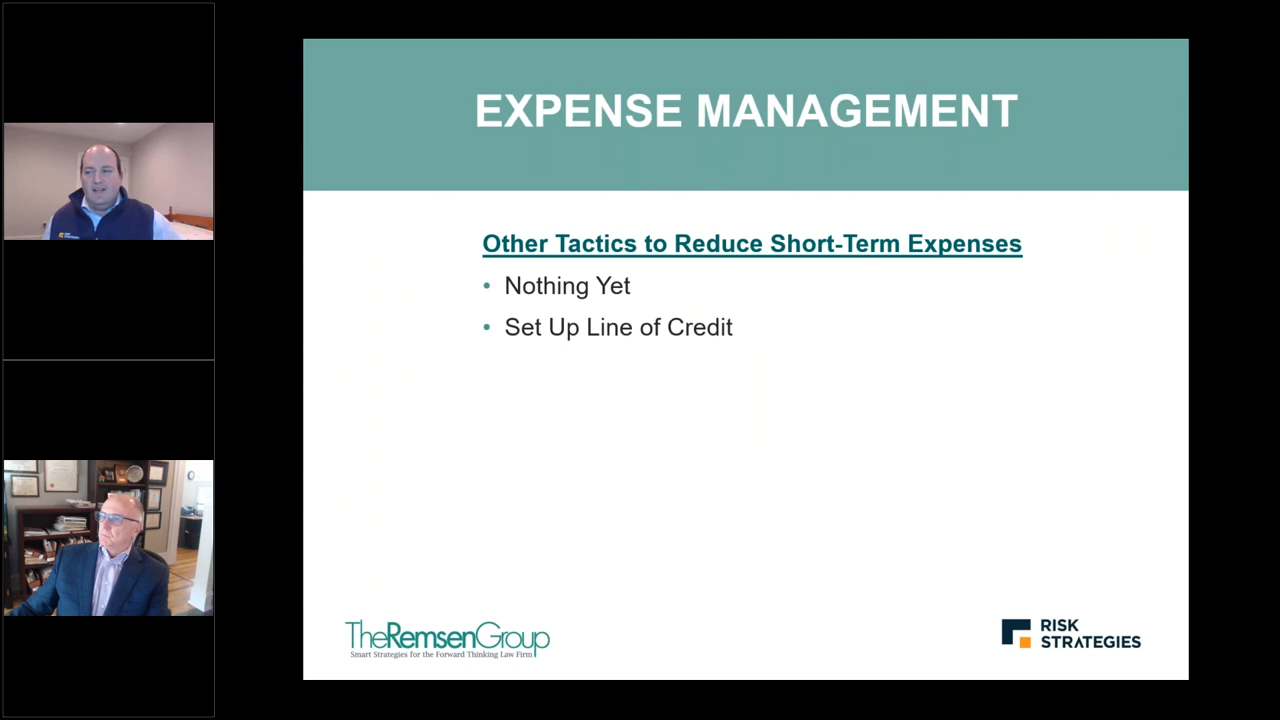 EXPENSE MANAGEMENT
Other Tactics to Reduce Short-Term Expenses
• Nothing Yet
• Set Up Line of Credit
TheRemsenGroup
Smart Strategies for the Forward Thinking Law Firm
RISK
STRATEGIES